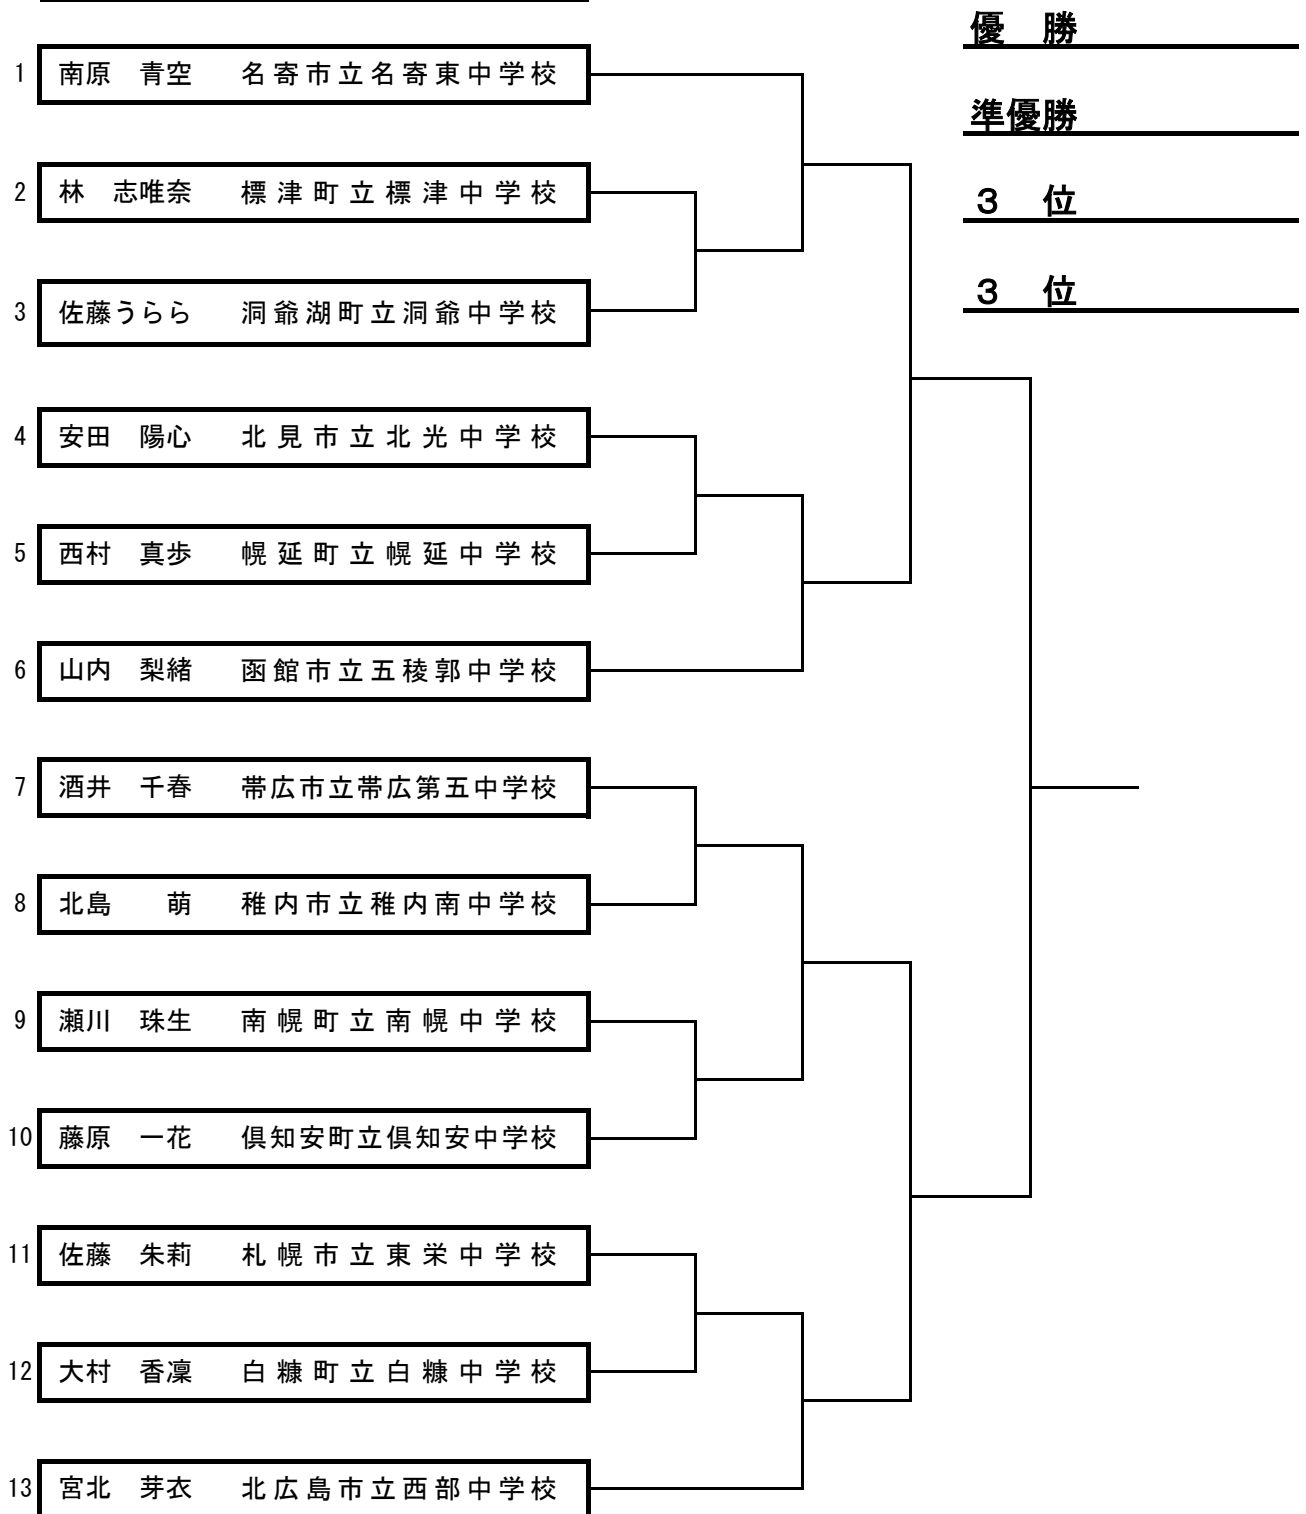 優　勝
準優勝
３　位
３　位
1 南原　青空 名寄市立名寄東中学校
2 林　志唯奈 標津町立標津中学校
3 佐藤うらら 洞爺湖町立洞爺中学校
4 安田　陽心 北見市立北光中学校
5 西村　真歩 幌延町立幌延中学校
6 山内　梨緒 函館市立五稜郭中学校
7 酒井　千春 帯広市立帯広第五中学校
8 北島　　萌 稚内市立稚内南中学校
9 瀬川　珠生 南幌町立南幌中学校
10 藤原　一花 倶知安町立倶知安中学校
11 佐藤　朱莉 札幌市立東栄中学校
12 大村　香凜 白糠町立白糠中学校
13 宮北　芽衣 北広島市立西部中学校